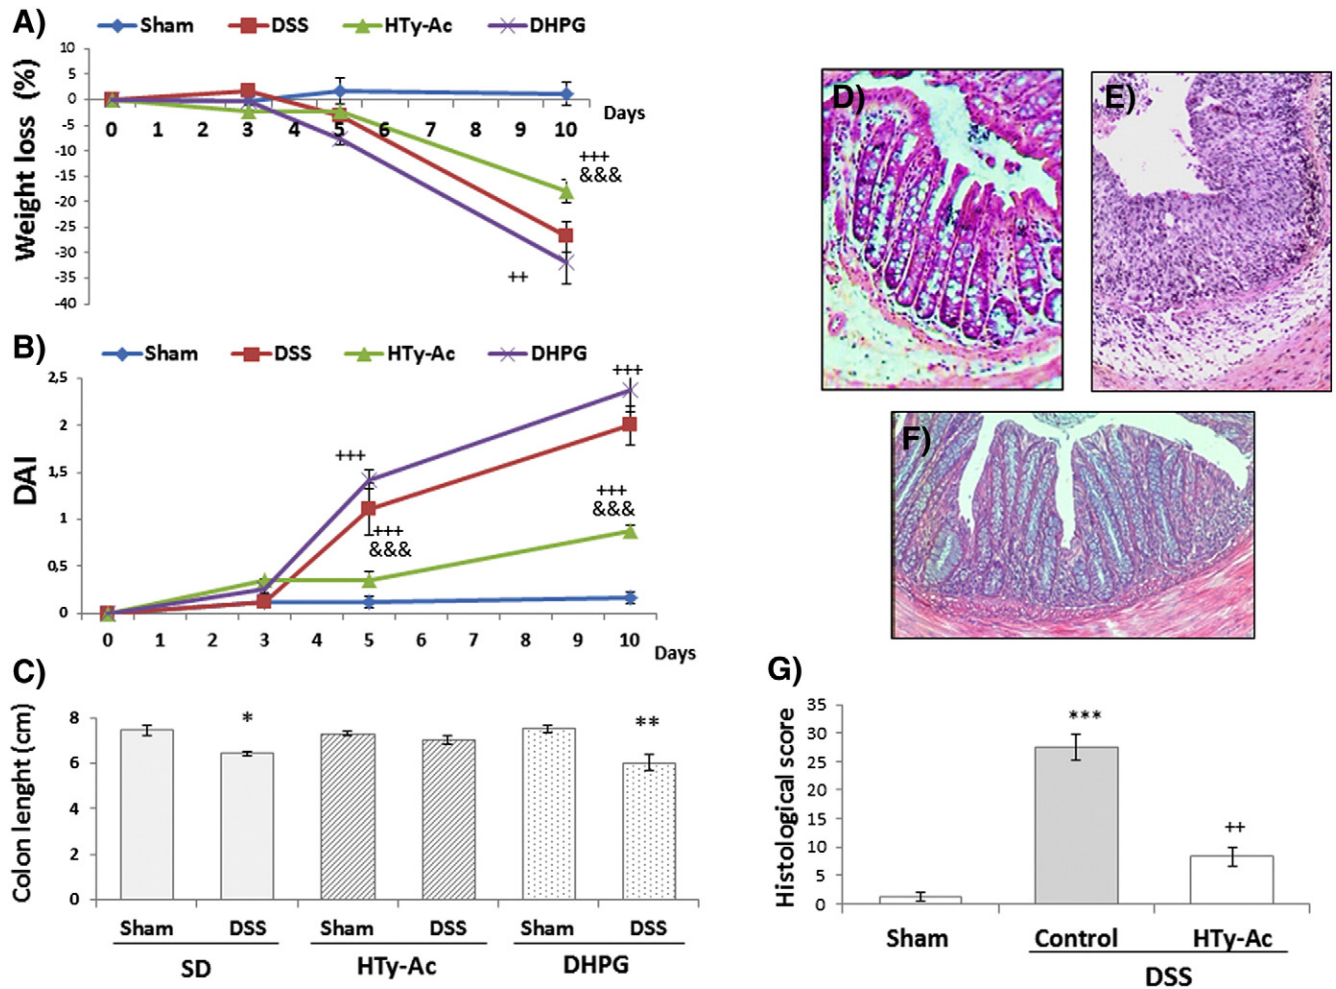 A)
Sham DSS HTy-Ac DHPG
Weight loss (%)
10
5
0
-5
-10
-15
-20
-25
-30
-35
-40
0 1 2 3 4 5 6 7 8 9 10 Days
+++
&&&
++
B)
Sham DSS HTy-Ac DHPG
DAI
2,5
2
1,5
1
0,5
0
0 1 2 3 4 5 6 7 8 9 10 Days
+++
+++
&&&
+++
+++
&&&
C)
Colon lenght (cm)
8
6
4
2
0
*
**
Sham DSS Sham DSS Sham DSS
SD HTy-Ac DHPG
D)
E)
F)
G)
Histological score
35
30
25
20
15
10
5
0
***
++
Sham Control HTy-Ac
DSS